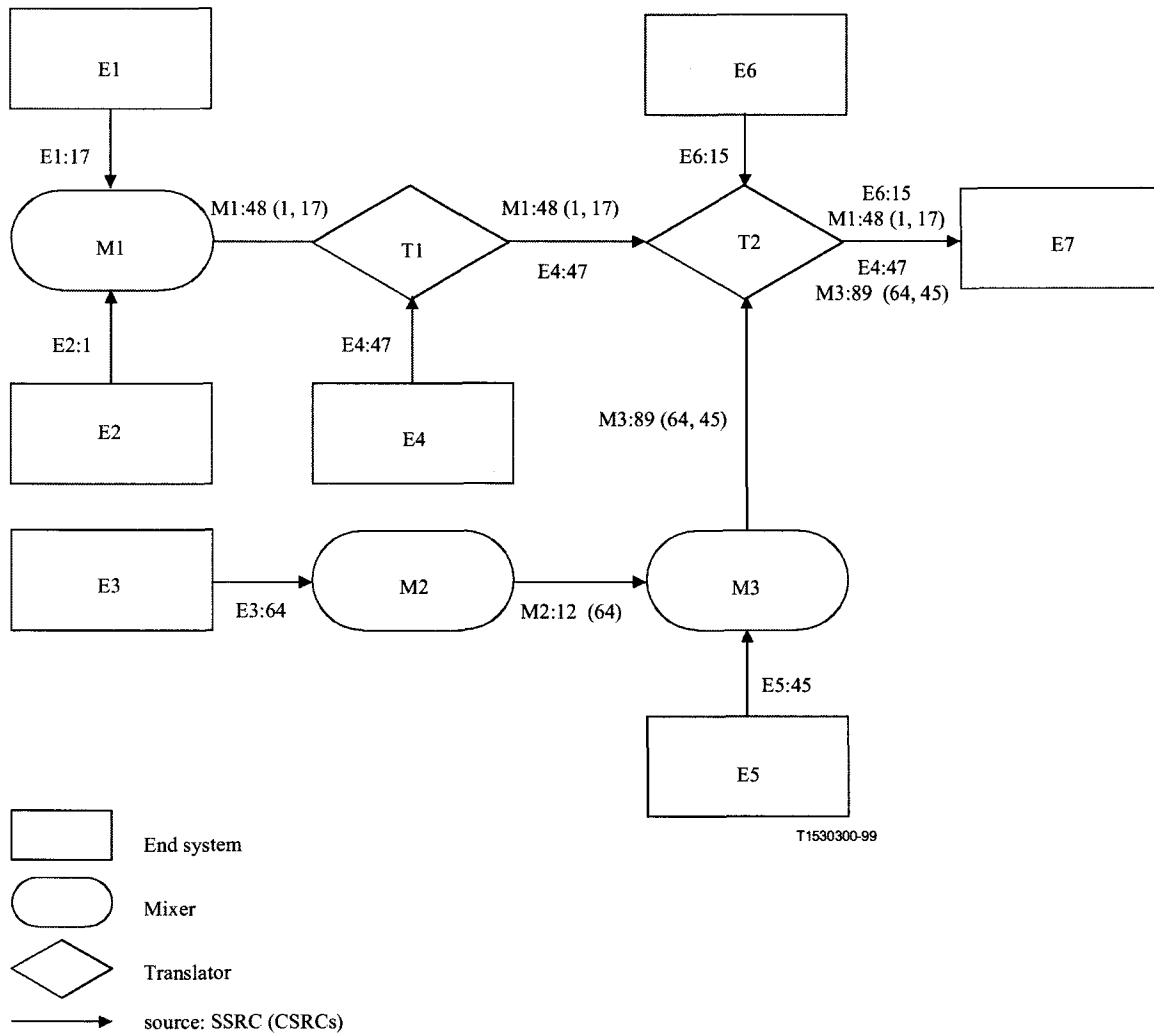 E1
E6
E1:17
E6:15
M1:48 (1, 17)
M1:48 (1, 17)
E6:15
M1:48 (1, 17)
M1
T1
T2
E7
E4:47
E4:47
M3:89 (64, 45)
E2:1
E4:47
E2
E4
M3:89 (64, 45)
E3
M2
M3
E3:64
M2:12 (64)
E5:45
E5
T1530300-99
End system
Mixer
Translator
source: SSRC (CSRCs)